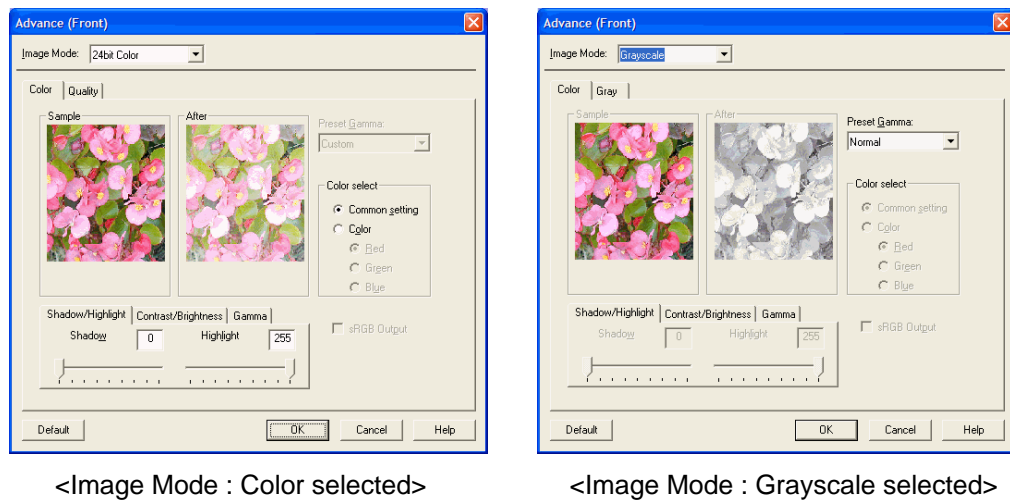 Advance (Front)
Image Mode: 24bit Color
Color Quality
Sample After
Preset Gamma:
Custom
Color select
Common setting
Color
Red
Green
Blue
Shadow/Highlight Contrast/Brightness Gamma
Shadow 0 Highlight 255
sRGB Output
Default OK Cancel Help
<Image Mode : Color selected>
Advance (Front)
Image Mode: Grayscale
Color Gray
Sample After
Preset Gamma:
Normal
Color select
Common setting
Color
Red
Green
Blue
Shadow/Highlight Contrast/Brightness Gamma
Shadow 0 Highlight 255
sRGB Output
Default OK Cancel Help
<Image Mode : Grayscale selected>